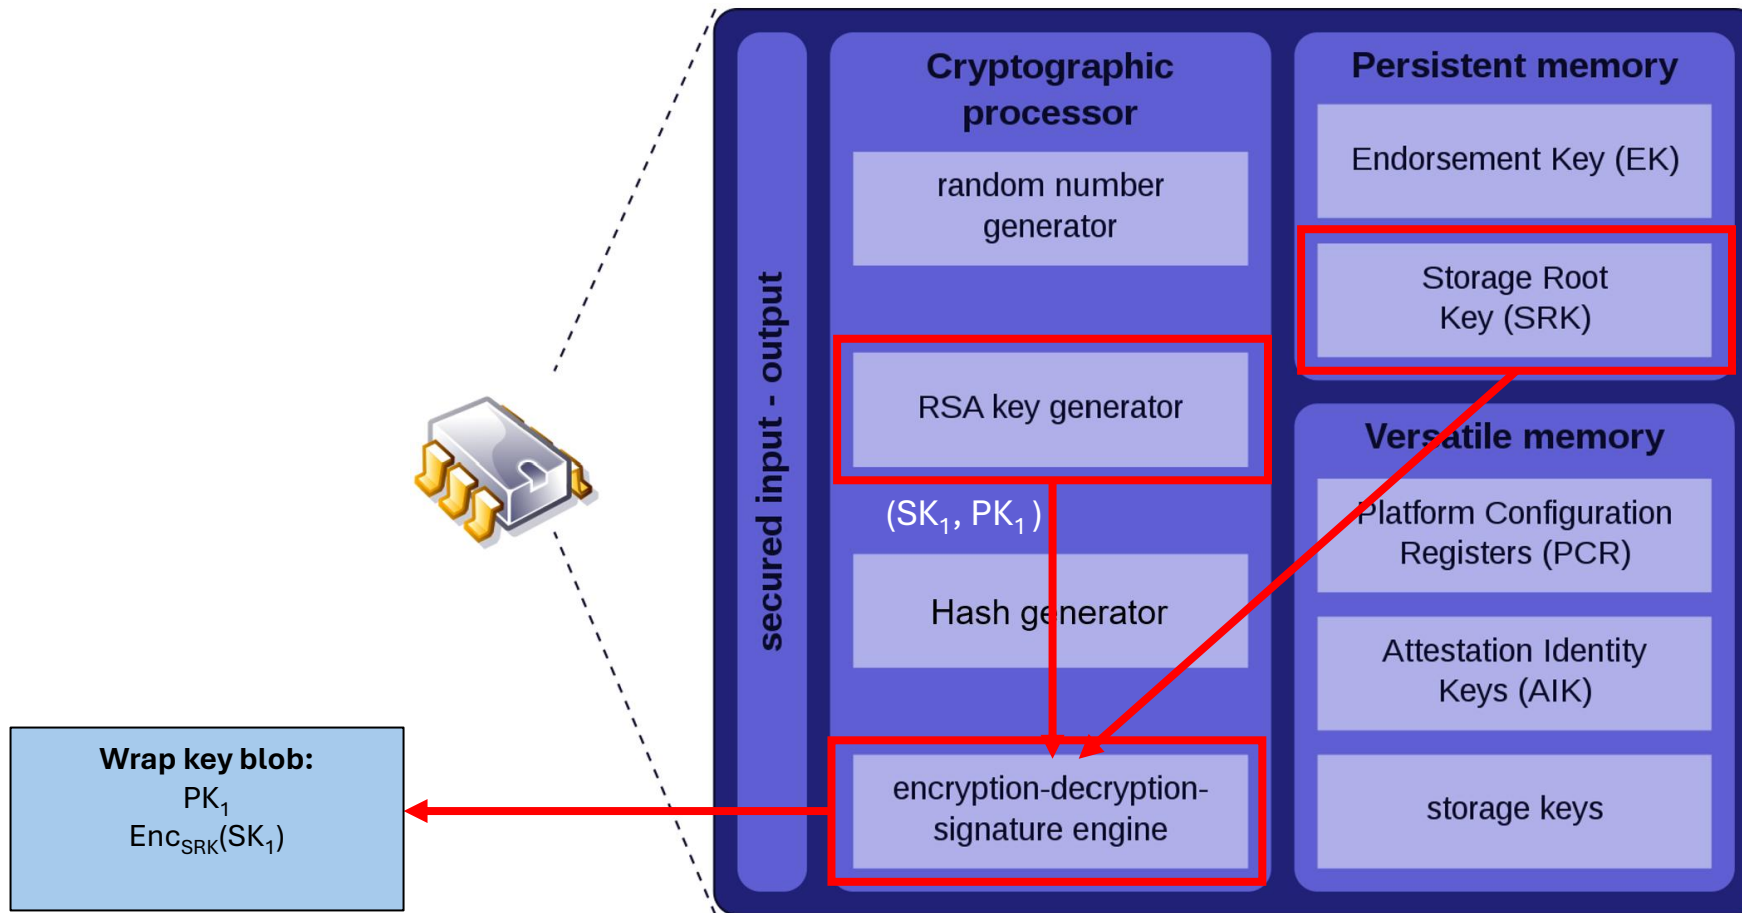 secured input - output
Cryptographic
processor
random number
generator
RSA key generator
(SK₁, PK₁ )
Hash generator
encryption-decryption-
signature engine
Persistent memory
Endorsement Key (EK)
Storage Root
Key (SRK)
Versatile memory
Platform Configuration
Registers (PCR)
Attestation Identity
Keys (AIK)
storage keys
Wrap key blob:
PK₁
Enc_SRK(SK₁)